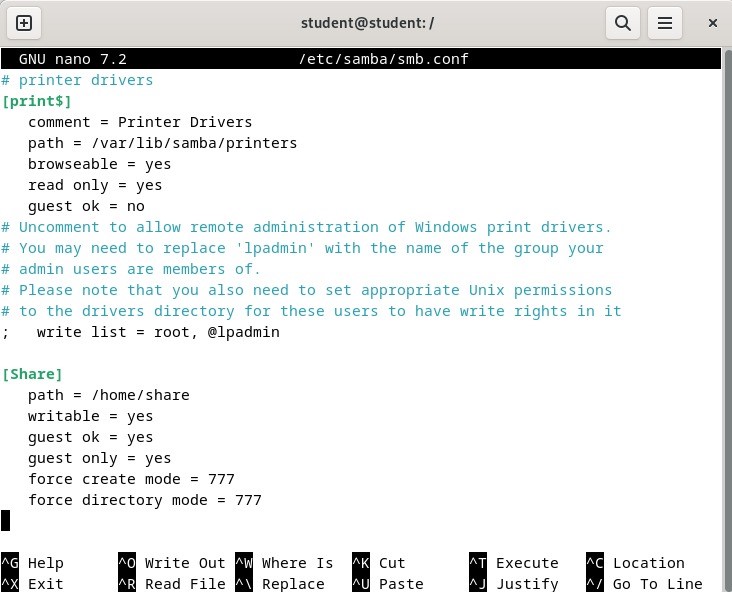 student@student: /
GNU nano 7.2 /etc/samba/smb.conf
# printer drivers
[print$]
comment = Printer Drivers
path = /var/lib/samba/printers
browseable = yes
read only = yes
guest ok = no
# Uncomment to allow remote administration of Windows print drivers.
# You may need to replace 'lpadmin' with the name of the group your
# admin users are members of.
# Please note that you also need to set appropriate Unix permissions
# to the drivers directory for these users to have write rights in it
;   write list = root, @lpadmin
[Share]
path = /home/share
writable = yes
guest ok = yes
guest only = yes
force create mode = 777
force directory mode = 777
^G Help ^O Write Out ^W Where Is ^K Cut ^T Execute ^C Location
^X Exit ^R Read File ^\ Replace ^U Paste ^J Justify ^/ Go To Line